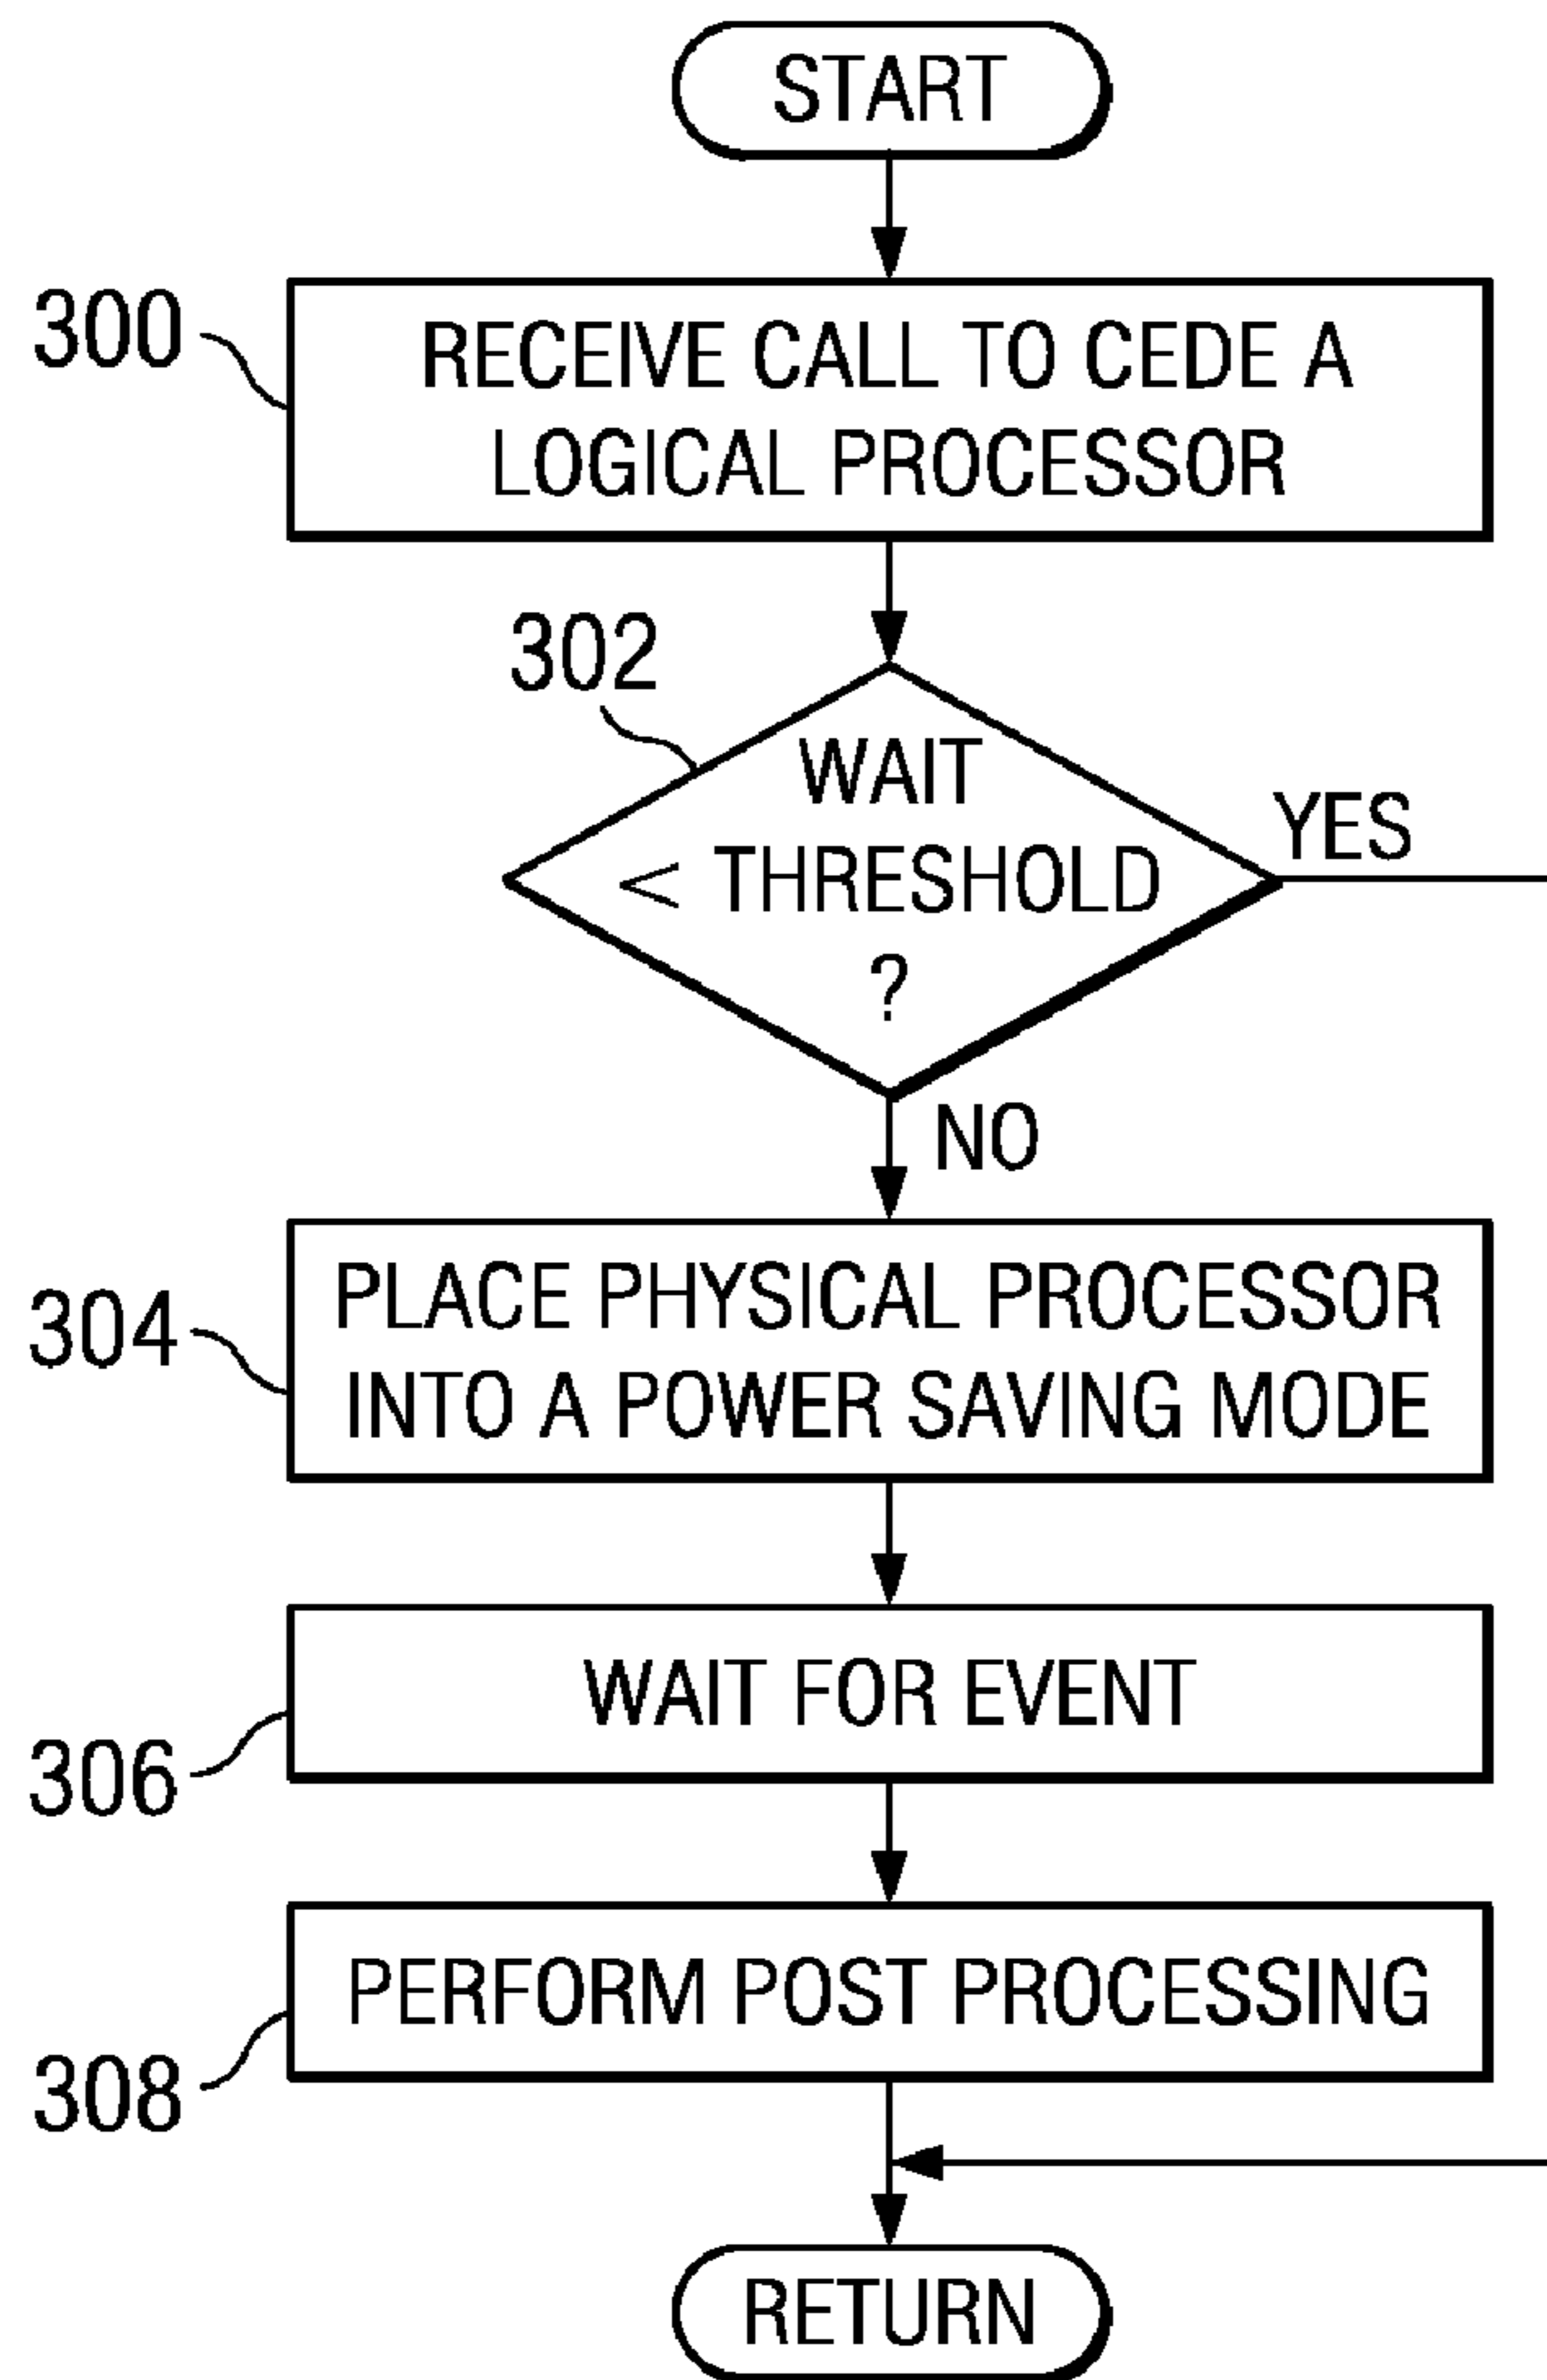 START
300
RECEIVE CALL TO CEDE A
LOGICAL PROCESSOR
302
WAIT
< THRESHOLD
?
YES
NO
304
PLACE PHYSICAL PROCESSOR
INTO A POWER SAVING MODE
306
WAIT FOR EVENT
308
PERFORM POST PROCESSING
RETURN